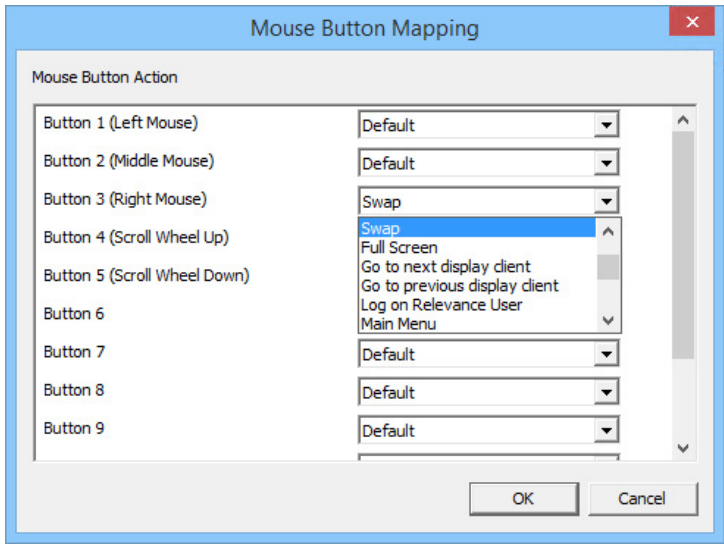 Mouse Button Mapping
Mouse Button Action
Button 1 (Left Mouse) Default
Button 2 (Middle Mouse) Default
Button 3 (Right Mouse) Swap
Button 4 (Scroll Wheel Up)
Button 5 (Scroll Wheel Down)
Button 6
Swap
Full Screen
Go to next display client
Go to previous display client
Log on Relevance User
Main Menu
Button 7 Default
Button 8 Default
Button 9 Default
OK Cancel